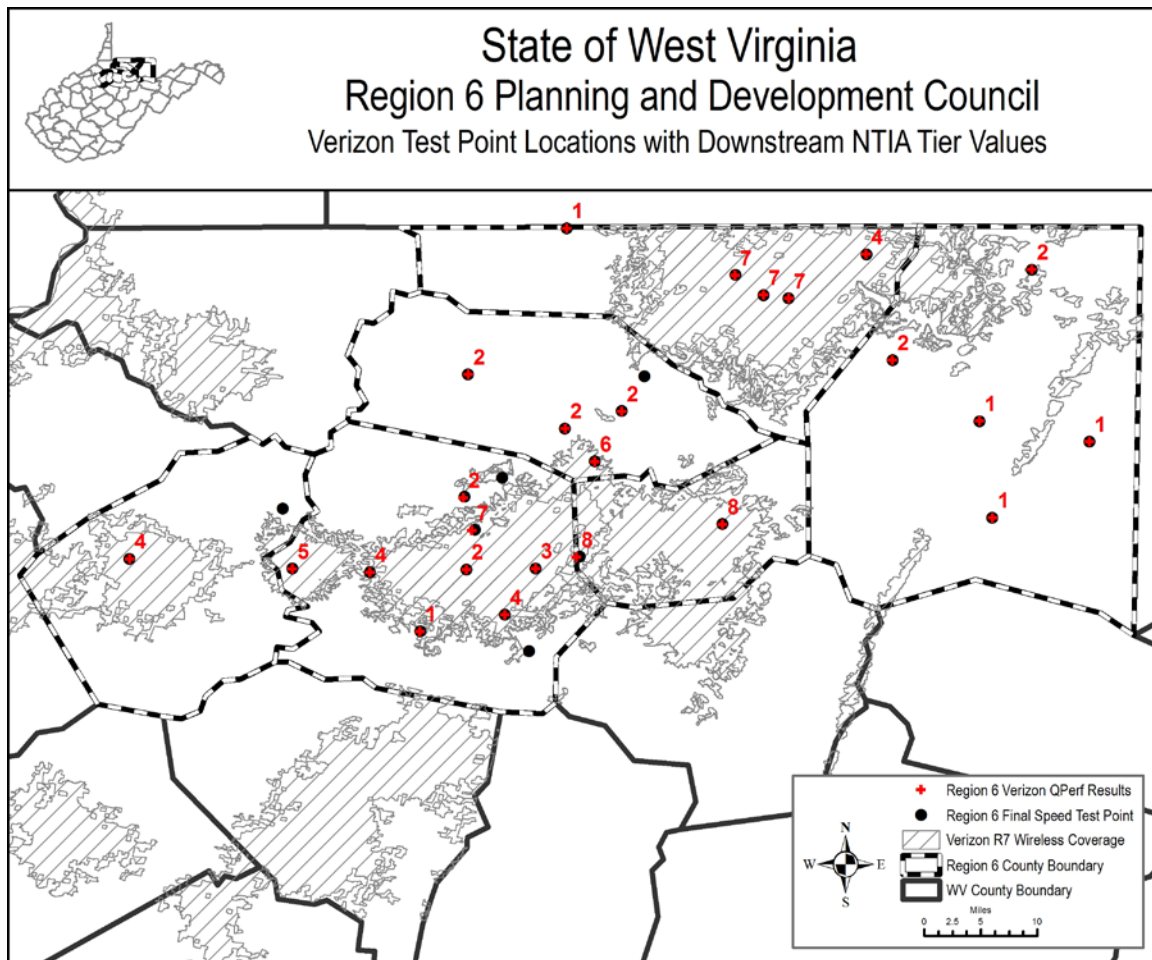 State of West Virginia
Region 6 Planning and Development Council
Verizon Test Point Locations with Downstream NTIA Tier Values
1
4
7
2
7
7
2
2
2
1
2
1
6
2
8
1
7
8
4
5
4
2
3
4
1
Region 6 Verizon QPerf Results
Region 6 Final Speed Test Point
Verizon R7 Wireless Coverage
Region 6 County Boundary
WV County Boundary
N
W E
S
Miles
0 2.5 5 10